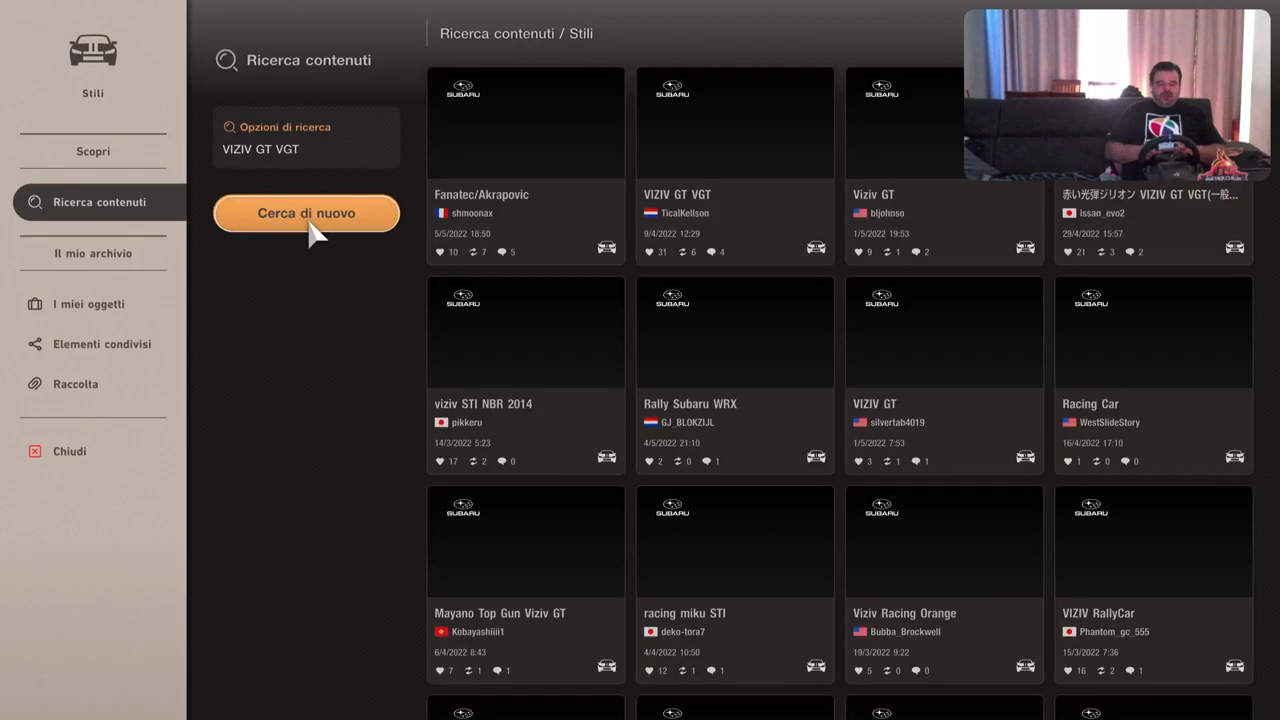 Stili
Scopri
Ricerca contenuti
Il mio archivio
I miei oggetti
Elementi condivisi
Raccolta
Chiudi
Ricerca contenuti
Opzioni di ricerca
VIZIV GT VGT
Cerca di nuovo
Ricerca contenuti / Stili
SUBARU
SUBARU
SUBARU
Fanatec/Akrapovic
shmoonax
5/5/2022 18:50
10 7 5
VIZIV GT VGT
TicalKellson
9/4/2022 12:29
31 6 4
Viziv GT
bljohnso
1/5/2022 19:53
9 1 2
赤い光弾ジリオン VIZIV GT VGT(一般...
issan_evo2
29/4/2022 15:57
21 3 2
SUBARU
SUBARU
SUBARU
SUBARU
viziv STI NBR 2014
pikkeru
14/3/2022 5:23
17 2 0
Rally Subaru WRX
GJ_BLOKZIJL
4/5/2022 21:10
2 0 1
VIZIV GT
silvertab4019
1/5/2022 7:53
3 1 1
Racing Car
WestSlideStory
16/4/2022 17:10
1 0 0
SUBARU
SUBARU
SUBARU
SUBARU
Mayano Top Gun Viziv GT
Kobayashiiii1
6/4/2022 8:43
7 1 1
racing miku STI
deko-tora7
4/4/2022 10:50
12 1 1
Viziv Racing Orange
Bubba_Brockwell
19/3/2022 9:22
5 0 0
VIZIV RallyCar
Phantom_gc_555
15/3/2022 7:36
16 2 1